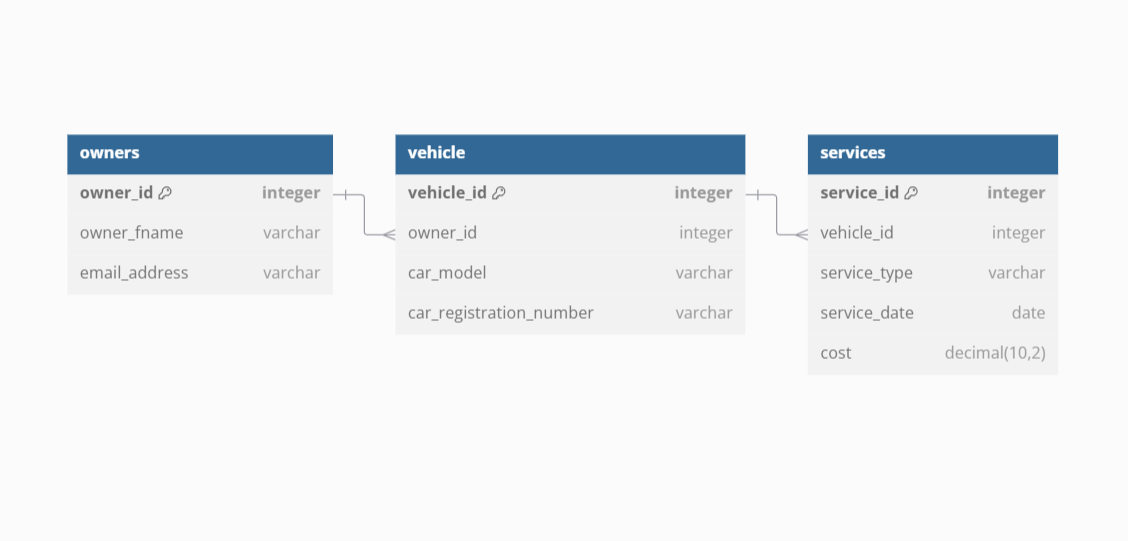 owners
owner_id integer
owner_fname varchar
email_address varchar
vehicle
vehicle_id integer
owner_id integer
car_model varchar
car_registration_number varchar
services
service_id integer
vehicle_id integer
service_type varchar
service_date date
cost decimal(10,2)